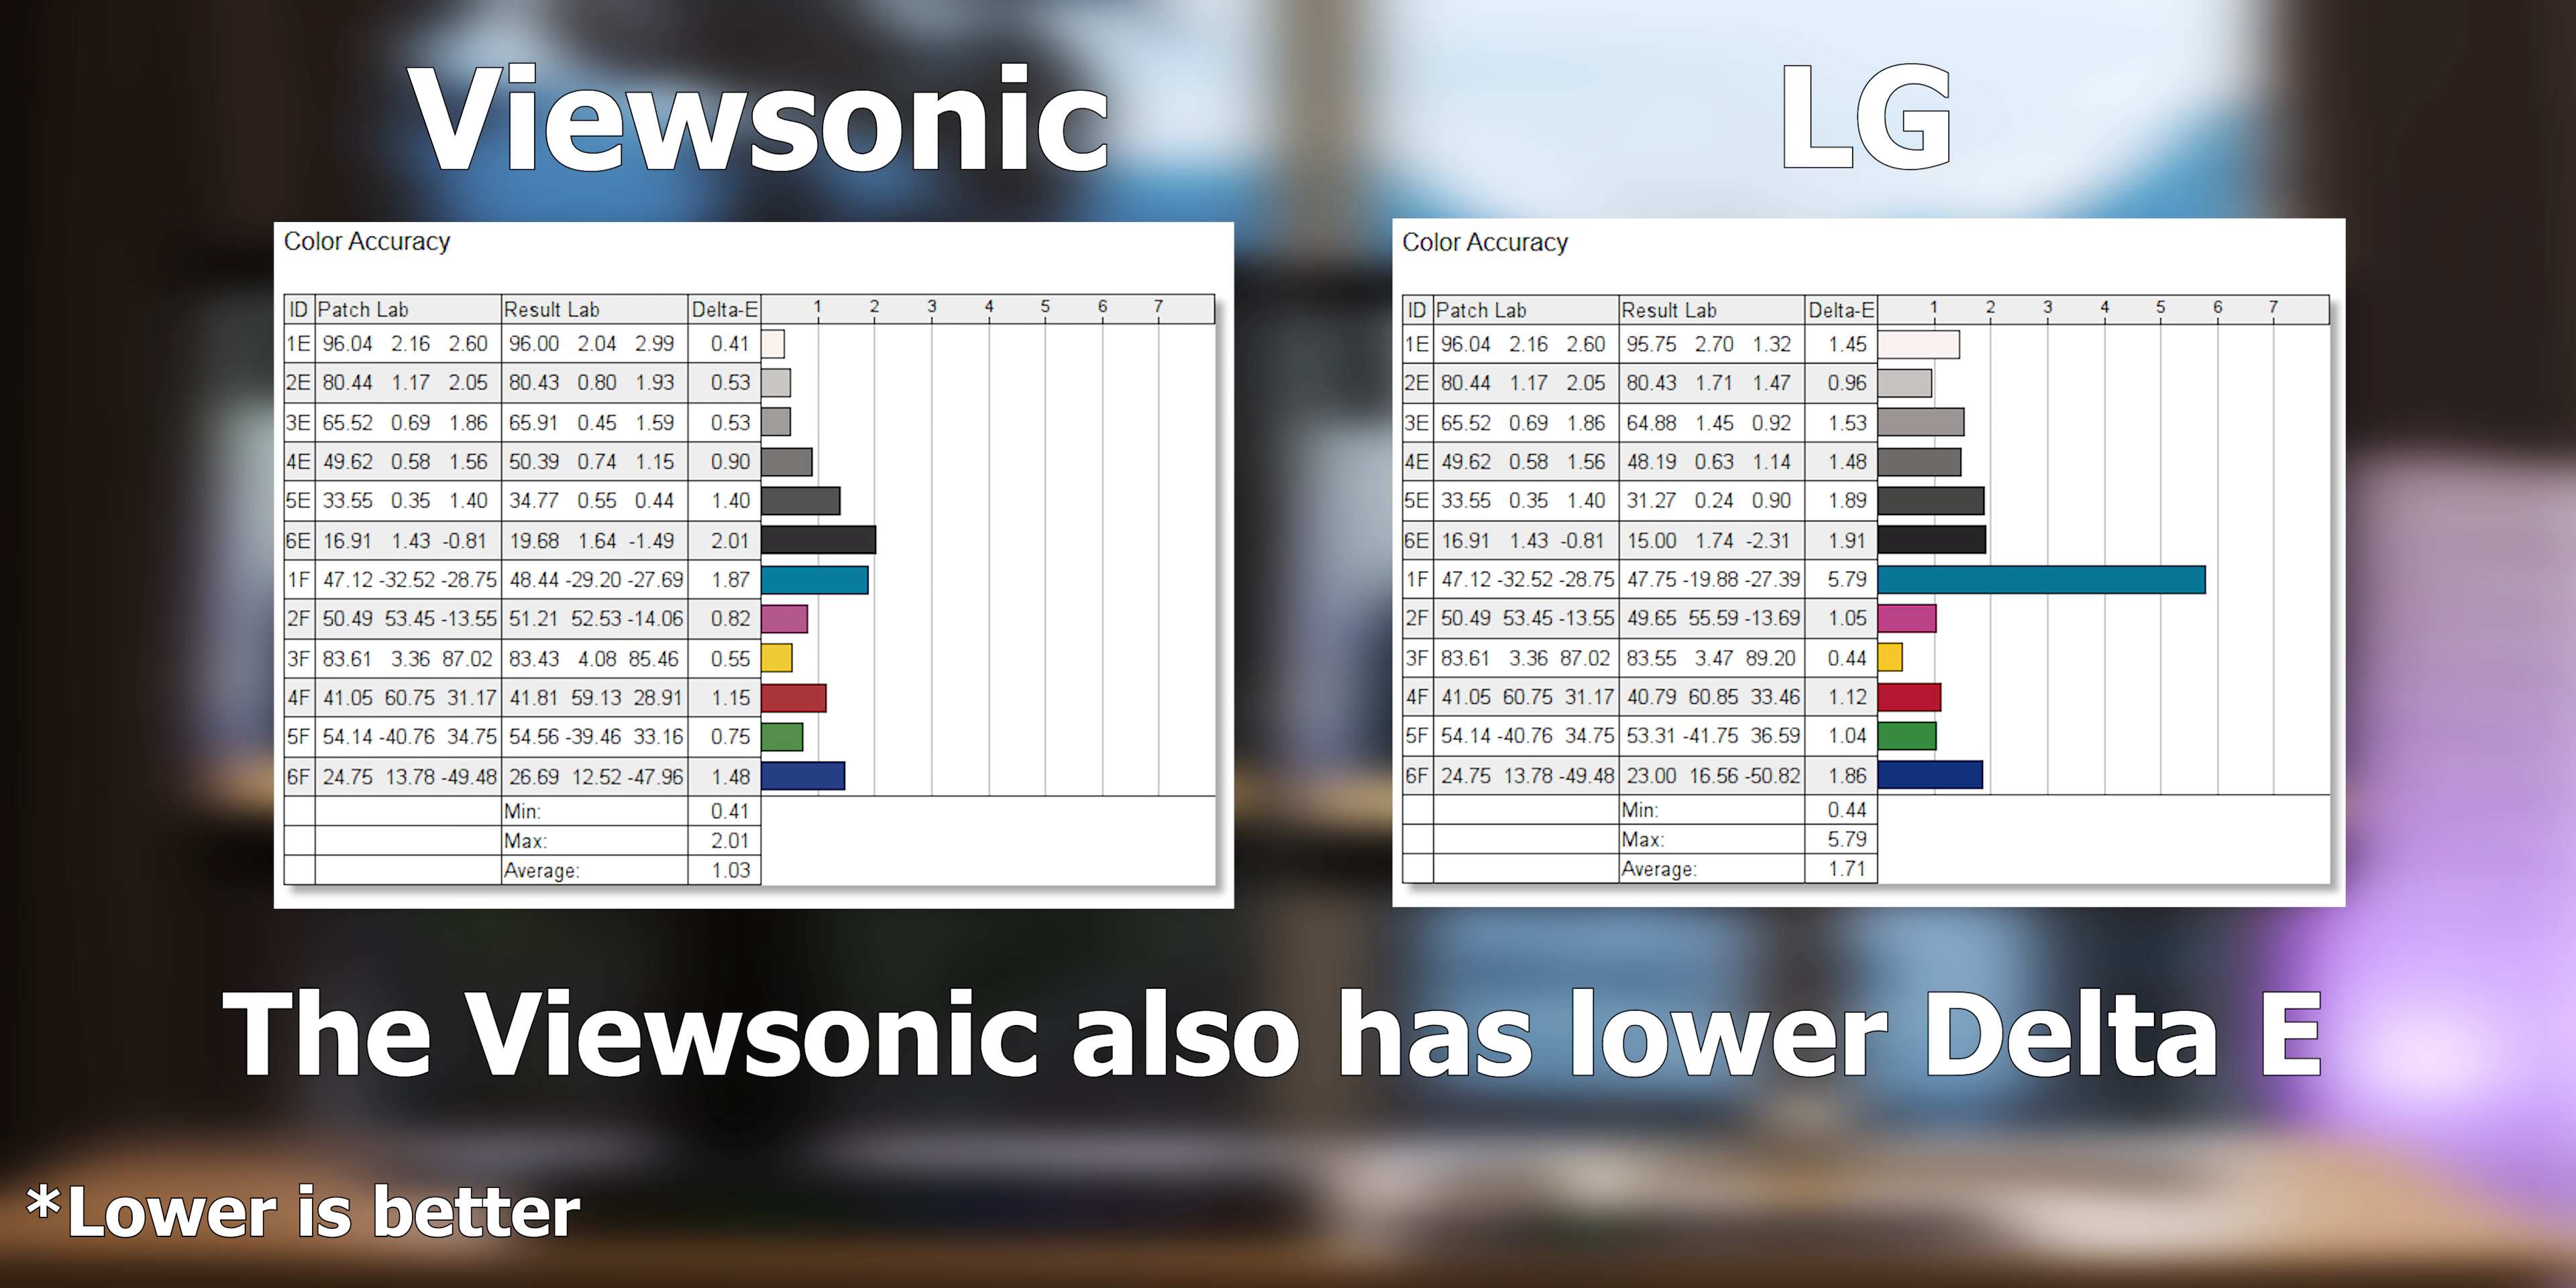 Viewsonic
LG
Color Accuracy
ID Patch Lab Result Lab Delta-E 1 2 3 4 5 6 7
1E 96.04 2.16 2.60 96.00 2.04 2.99 0.41
2E 80.44 1.17 2.05 80.43 0.80 1.93 0.53
3E 65.52 0.69 1.86 65.91 0.45 1.59 0.53
4E 49.62 0.58 1.56 50.39 0.74 1.15 0.90
5E 33.55 0.35 1.40 34.77 0.55 0.44 1.40
6E 16.91 1.43 -0.81 19.68 1.64 -1.49 2.01
1F 47.12 -32.52 -28.75 48.44 -29.20 -27.69 1.87
2F 50.49 53.45 -13.55 51.21 52.53 -14.06 0.82
3F 83.61 3.36 87.02 83.43 4.08 85.46 0.55
4F 41.05 60.75 31.17 41.81 59.13 28.91 1.15
5F 54.14 -40.76 34.75 54.56 -39.46 33.16 0.75
6F 24.75 13.78 -49.48 26.69 12.52 -47.96 1.48
Min: 0.41
Max: 2.01
Average: 1.03
Color Accuracy
ID Patch Lab Result Lab Delta-E 1 2 3 4 5 6 7
1E 96.04 2.16 2.60 95.75 2.70 1.32 1.45
2E 80.44 1.17 2.05 80.43 1.71 1.47 0.96
3E 65.52 0.69 1.86 64.88 1.45 0.92 1.53
4E 49.62 0.58 1.56 48.19 0.63 1.14 1.48
5E 33.55 0.35 1.40 31.27 0.24 0.90 1.89
6E 16.91 1.43 -0.81 15.00 1.74 -2.31 1.91
1F 47.12 -32.52 -28.75 47.75 -19.88 -27.39 5.79
2F 50.49 53.45 -13.55 49.65 55.59 -13.69 1.05
3F 83.61 3.36 87.02 83.55 3.47 89.20 0.44
4F 41.05 60.75 31.17 40.79 60.85 33.46 1.12
5F 54.14 -40.76 34.75 53.31 -41.75 36.59 1.04
6F 24.75 13.78 -49.48 23.00 16.56 -50.82 1.86
Min: 0.44
Max: 5.79
Average: 1.71
The Viewsonic also has lower Delta E
*Lower is better